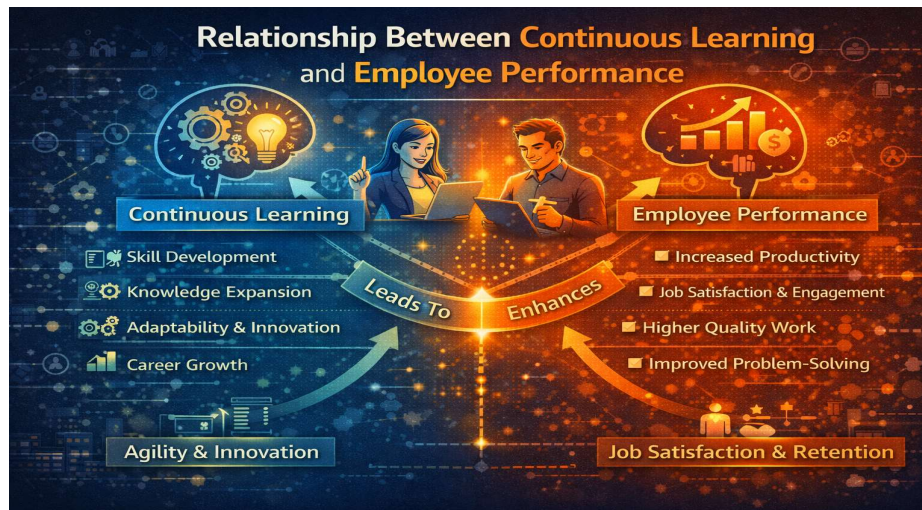 Relationship Between Continuous Learning
and Employee Performance
Continuous Learning
Skill Development
Knowledge Expansion
Adaptability & Innovation
Career Growth
Agility & Innovation
Leads To
Enhances
Employee Performance
Increased Productivity
Job Satisfaction & Engagement
Higher Quality Work
Improved Problem-Solving
Job Satisfaction & Retention
$